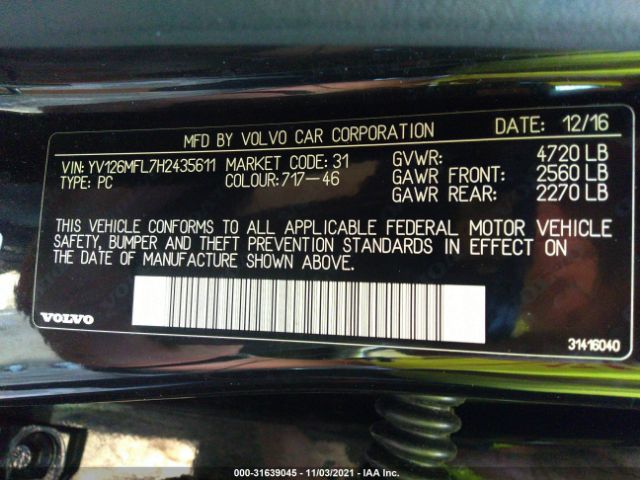 MFD BY VOLVO CAR CORPORATION DATE: 12/16
VIN: YV126MFL7H2435611 MARKET CODE: 31 GVWR: 4720 LB
TYPE: PC COLOUR: 717-46 GAWR FRONT: 2560 LB
GAWR REAR: 2270 LB
THIS VEHICLE CONFORMS TO ALL APPLICABLE FEDERAL MOTOR VEHICLE
SAFETY, BUMPER AND THEFT PREVENTION STANDARDS IN EFFECT ON
THE DATE OF MANUFACTURE SHOWN ABOVE.
VOLVO
31416040
000-31639045 - 11/03/2021 - IAA Inc.